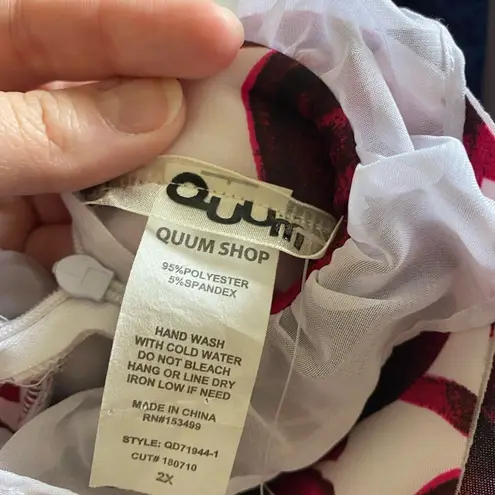 QUUM
QUUM SHOP
95%POLYESTER
5%SPANDEX
HAND WASH
WITH COLD WATER
DO NOT BLEACH
HANG OR LINE DRY
IRON LOW IF NEED
MADE IN CHINA
RN#153499
STYLE: QD71944-1
CUT# 180710
2X